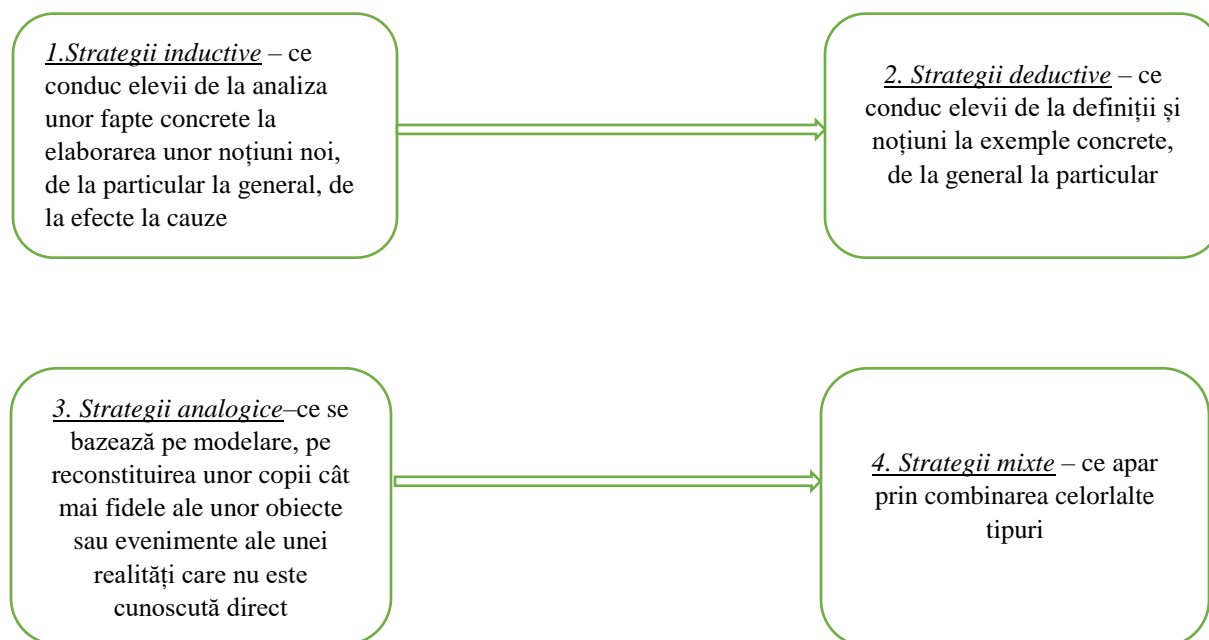 1.Strategii inductive – ce
conduc elevii de la analiza
unor fapte concrete la
elaborarea unor noțiuni noi,
de la particular la general, de
la efecte la cauze
2. Strategii deductive – ce
conduc elevii de la definiții și
noțiuni la exemple concrete,
de la general la particular
3. Strategii analogice–ce se
bazează pe modelare, pe
reconstituirea unor copii cât
mai fidele ale unor obiecte
sau evenimente ale unei
realități care nu este
cunoscută direct
4. Strategii mixte – ce apar
prin combinarea celorlalte
tipuri